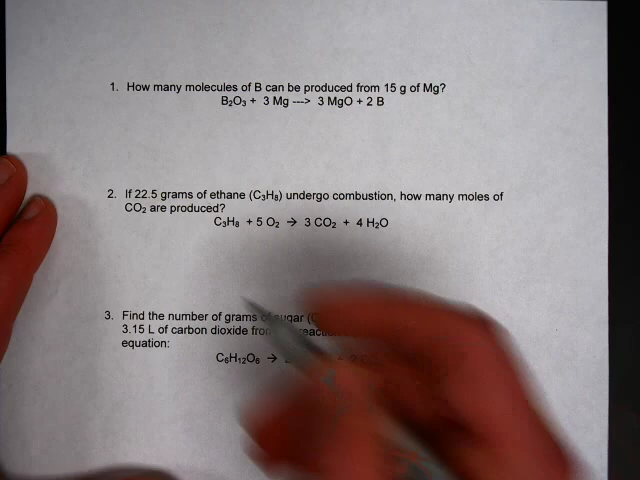 1. How many molecules of B can be produced from 15 g of Mg?
B₂O₃ + 3 Mg ---> 3 MgO + 2 B
2. If 22.5 grams of ethane (C₃H₈) undergo combustion, how many moles of
CO₂ are produced?
C₃H₈ + 5 O₂ → 3 CO₂ + 4 H₂O
3. Find the number of grams
3.15 L of carbon dioxide
equation:
C₆H₁₂O₆ →